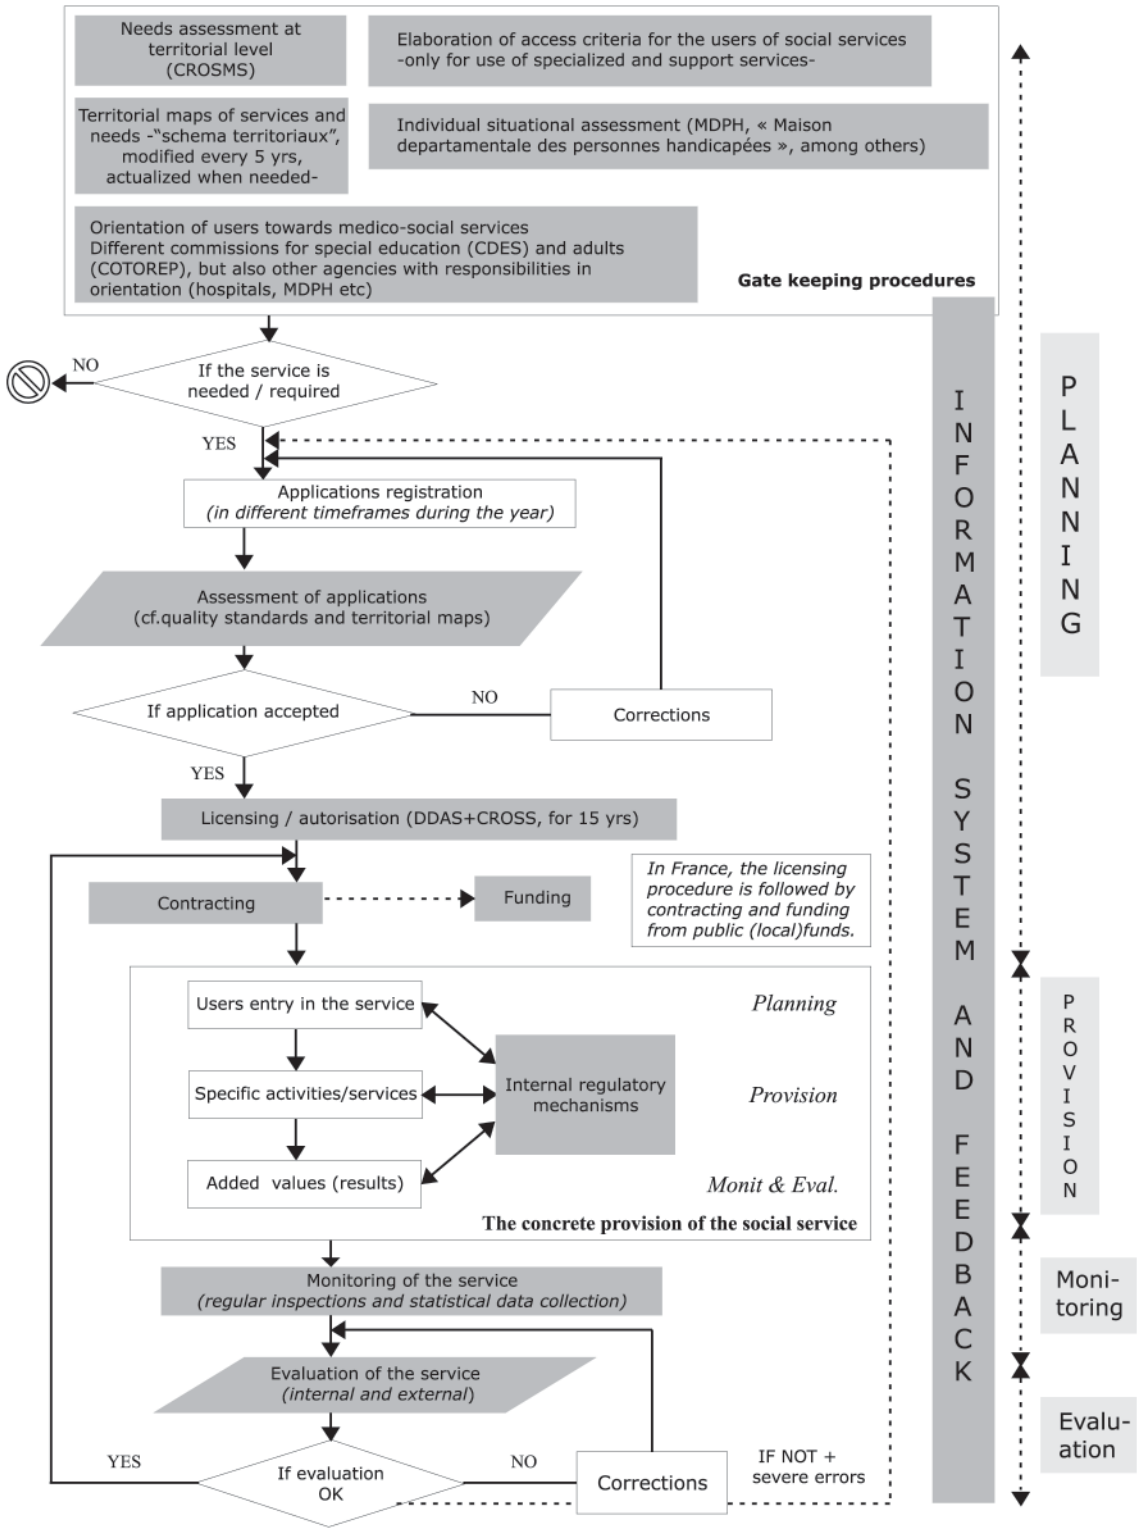 Needs assessment at
territorial level
(CROSMS)
Elaboration of access criteria for the users of social services
-only for use of specialized and support services-
Territorial maps of services and
needs -“schema territoriaux”,
modified every 5 yrs,
actualized when needed-
Individual situational assessment (MDPH, « Maison
departamentale des personnes handicapées », among others)
Orientation of users towards medico-social services
Different commissions for special education (CDES) and adults
(COTOREP), but also other agencies with responsibilities in
orientation (hospitals, MDPH etc)
Gate keeping procedures
If the service is
needed / required
NO
YES
Applications registration
(in different timeframes during the year)
Assessment of applications
(cf.quality standards and territorial maps)
If application accepted
NO
Corrections
YES
Licensing / autorisation (DDAS+CROSS, for 15 yrs)
Contracting
Funding
In France, the licensing
procedure is followed by
contracting and funding
from public (local)funds.
Users entry in the service
Planning
Specific activities/services
Internal regulatory
mechanisms
Provision
Added values (results)
Monit & Eval.
The concrete provision of the social service
Monitoring of the service
(regular inspections and statistical data collection)
Evaluation of the service
(internal and external)
YES
If evaluation
OK
NO
Corrections
IF NOT +
severe errors
INFORMATION SYSTEM AND FEEDBACK
PLANNING
PROVISION
Moni-
toring
Evalu-
ation